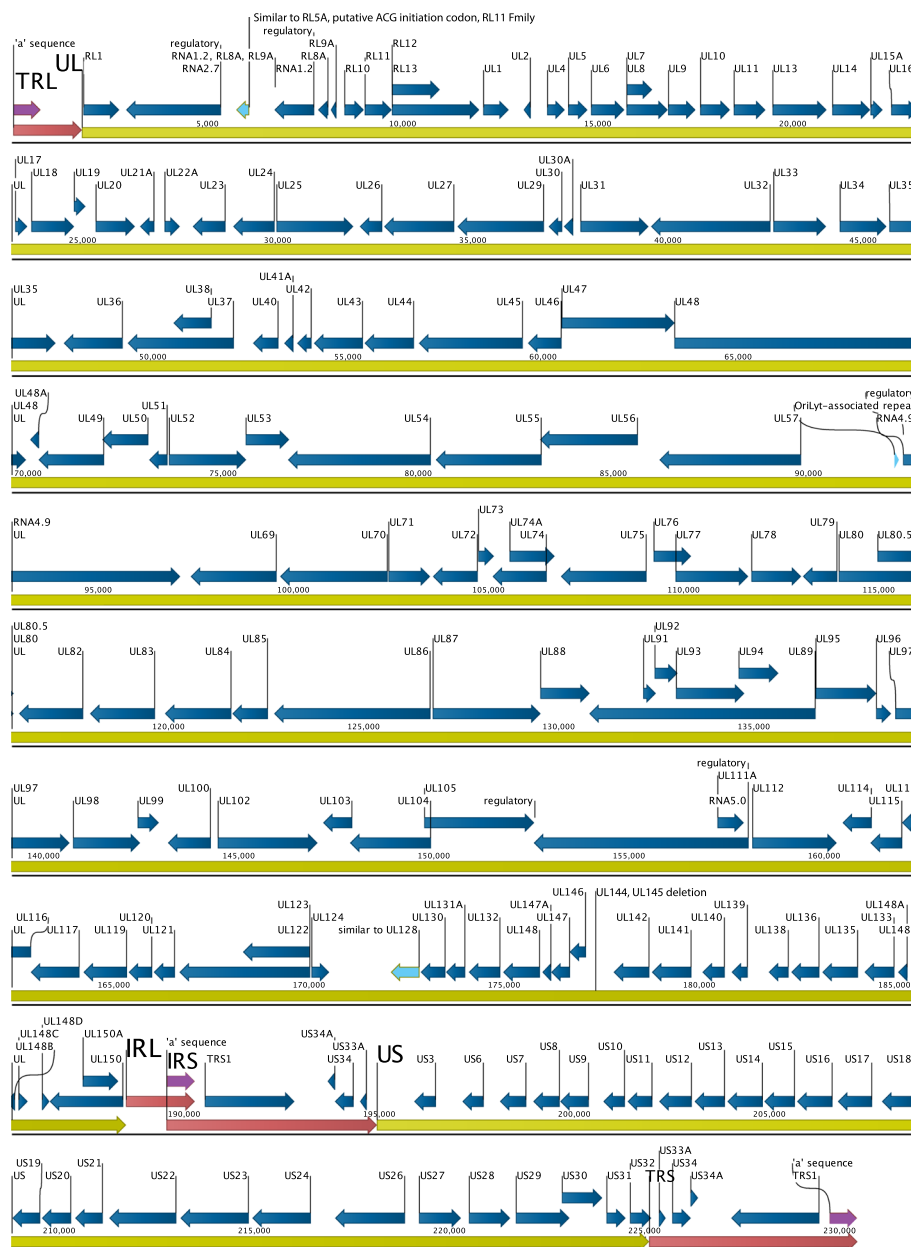 Similar to RL5A, putative ACG initiation codon, RL11 Fmily
'a' sequence regulatory regulatory RL9A RL12
TRL UL RL1 RNA1.2, RL8A, RL9A RL8A RL11 UL2 UL5 UL7 UL10 UL15A
RNA2.7 RNA1.2 RL10 RL13 UL1 UL4 UL6 UL8 UL9 UL11 UL13 UL14 UL16
5,000 10,000 15,000 20,000
UL17 UL30A
UL18 UL19 UL21A UL22A UL24 UL30 UL33
UL UL20 UL23 UL25 UL26 UL27 UL29 UL31 UL32 UL34 UL35
25,000 30,000 35,000 40,000 45,000
UL41A
UL35 UL38 UL42 UL47
UL UL36 UL37 UL40 UL43 UL44 UL45 UL46 UL48
50,000 55,000 60,000 65,000
UL48A regulatory
UL48 UL51 OriLyt-associated repea
UL UL49 UL50 UL52 UL53 UL54 UL55 UL56 UL57 RNA4.9
70,000 75,000 80,000 85,000 90,000
UL73
RNA4.9 UL71 UL74A UL76 UL79
UL UL69 UL70 UL72 UL74 UL75 UL77 UL78 UL80 UL80.5
95,000 100,000 105,000 110,000 115,000
UL80.5 UL92
UL80 UL85 UL87 UL91 UL95 UL96
UL UL82 UL83 UL84 UL86 UL88 UL93 UL94 UL89 UL97
120,000 125,000 130,000 135,000
regulatory
UL97 UL100 UL105 UL111A UL114 UL11
UL UL98 UL99 UL102 UL103 UL104 regulatory RNA5.0 UL112 UL115
140,000 145,000 150,000 155,000 160,000
UL146 UL144, UL145 deletion
UL123 UL131A UL147A UL139 UL148A
UL116 UL120 UL124 UL130 UL132 UL147 UL142 UL140 UL136 UL133
UL UL117 UL119 UL121 UL122 similar to UL128 UL148 UL141 UL138 UL135 UL148
165,000 170,000 175,000 180,000 185,000
UL148D
UL148C UL150A IRL 'a' sequence US34A
UL148B US33A US
UL UL150 IRS TRS1 US34 US3 US6 US7 US8 US9 US10 US11 US12 US13 US14 US15 US16 US17 US18
190,000 195,000 200,000 205,000
US33A
US19 US21 US32 US34 'a' sequence
US US20 US22 US23 US24 US26 US27 US28 US29 US30 US31 TRS US34A TRS1
210,000 215,000 220,000 225,000 230,000